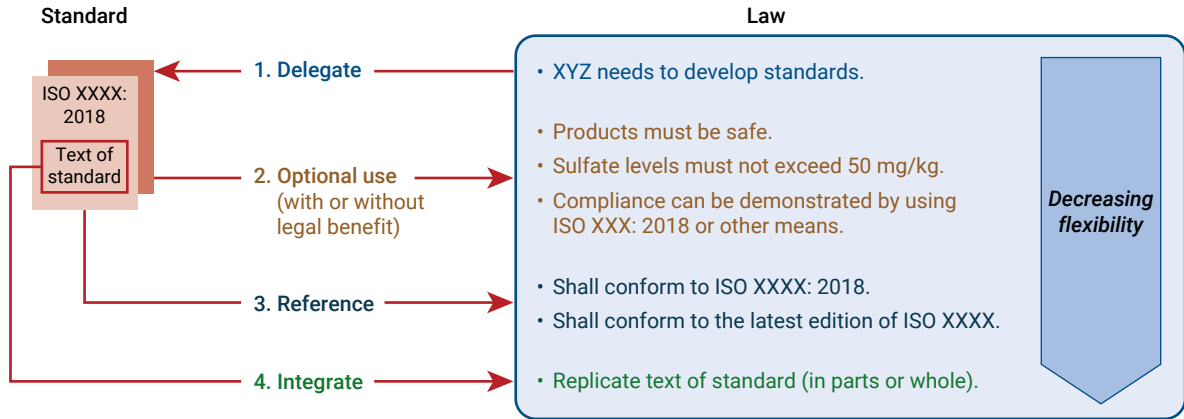 Standard
Law
ISO XXXX:
2018
Text of
standard
1. Delegate
2. Optional use
(with or without
legal benefit)
3. Reference
4. Integrate
• XYZ needs to develop standards.
• Products must be safe.
• Sulfate levels must not exceed 50 mg/kg.
• Compliance can be demonstrated by using
ISO XXX: 2018 or other means.
• Shall conform to ISO XXXX: 2018.
• Shall conform to the latest edition of ISO XXXX.
• Replicate text of standard (in parts or whole).
Decreasing
flexibility